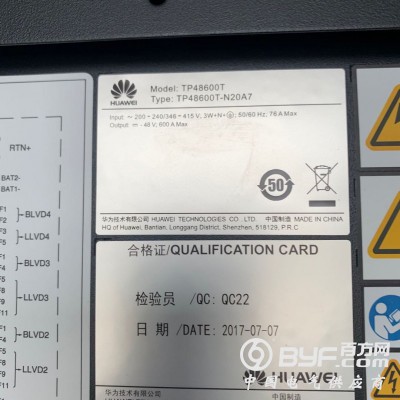 HUAWEI
Model: TP48600T
Type: TP48600T-N20A7
Input: ~ 200 - 240/346 - 415 V, 3W+N+; 50/60 Hz; 78 A Max
Output: -48 V; 600 A Max
50
华为技术有限公司 HUAWEI TECHNOLOGIES CO., LTD. 中国制造 MADE IN CHINA
HQ of Huawei, Bantian, Longgang District, Shenzhen, 518129, P.R.C
合格证/QUALIFICATION CARD
检验员 /QC: QC22
日期 /DATE: 2017-07-07
HUAWEI
华为技术有限公司
中国制造
RTN+
BAT2-
BAT1-
BLVD4
LLVD4
BLVD3
LLVD3
BLVD2
LLVD2
BYF.com
百方网
中国电气供应商